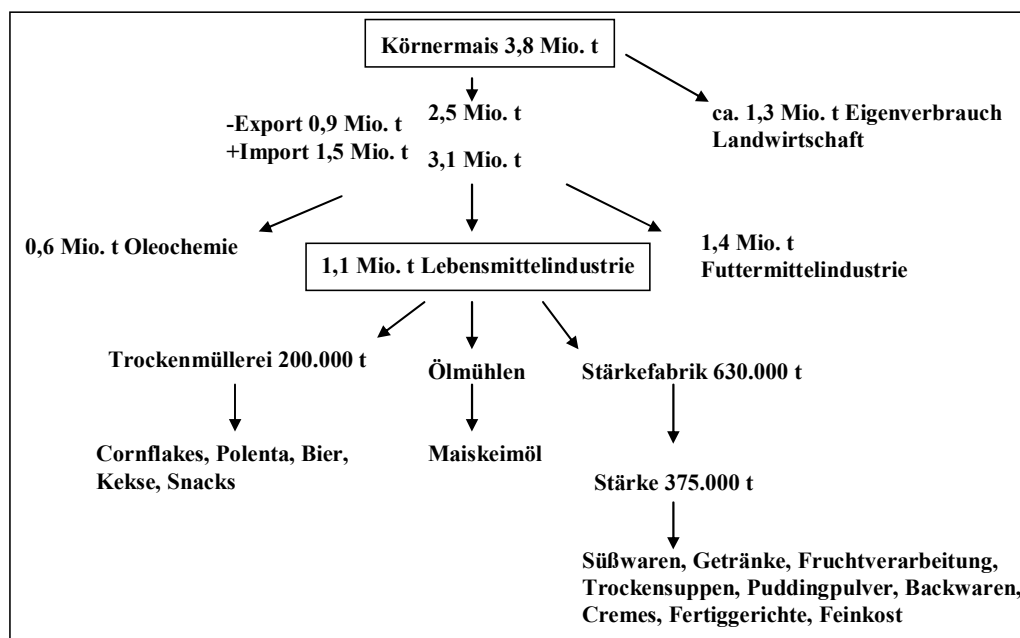 Körnermais 3,8 Mio. t
-Export 0,9 Mio. t
+Import 1,5 Mio. t
2,5 Mio. t
3,1 Mio. t
ca. 1,3 Mio. t Eigenverbrauch
Landwirtschaft
0,6 Mio. t Oleochemie
1,1 Mio. t Lebensmittelindustrie
1,4 Mio. t
Futtermittelindustrie
Trockenmüllerei 200.000 t
Ölmühlen
Stärkefabrik 630.000 t
Cornflakes, Polenta, Bier,
Kekse, Snacks
Maiskeimöl
Stärke 375.000 t
Süßwaren, Getränke, Fruchtverarbeitung,
Trockensuppen, Puddingpulver, Backwaren,
Cremes, Fertiggerichte, Feinkost